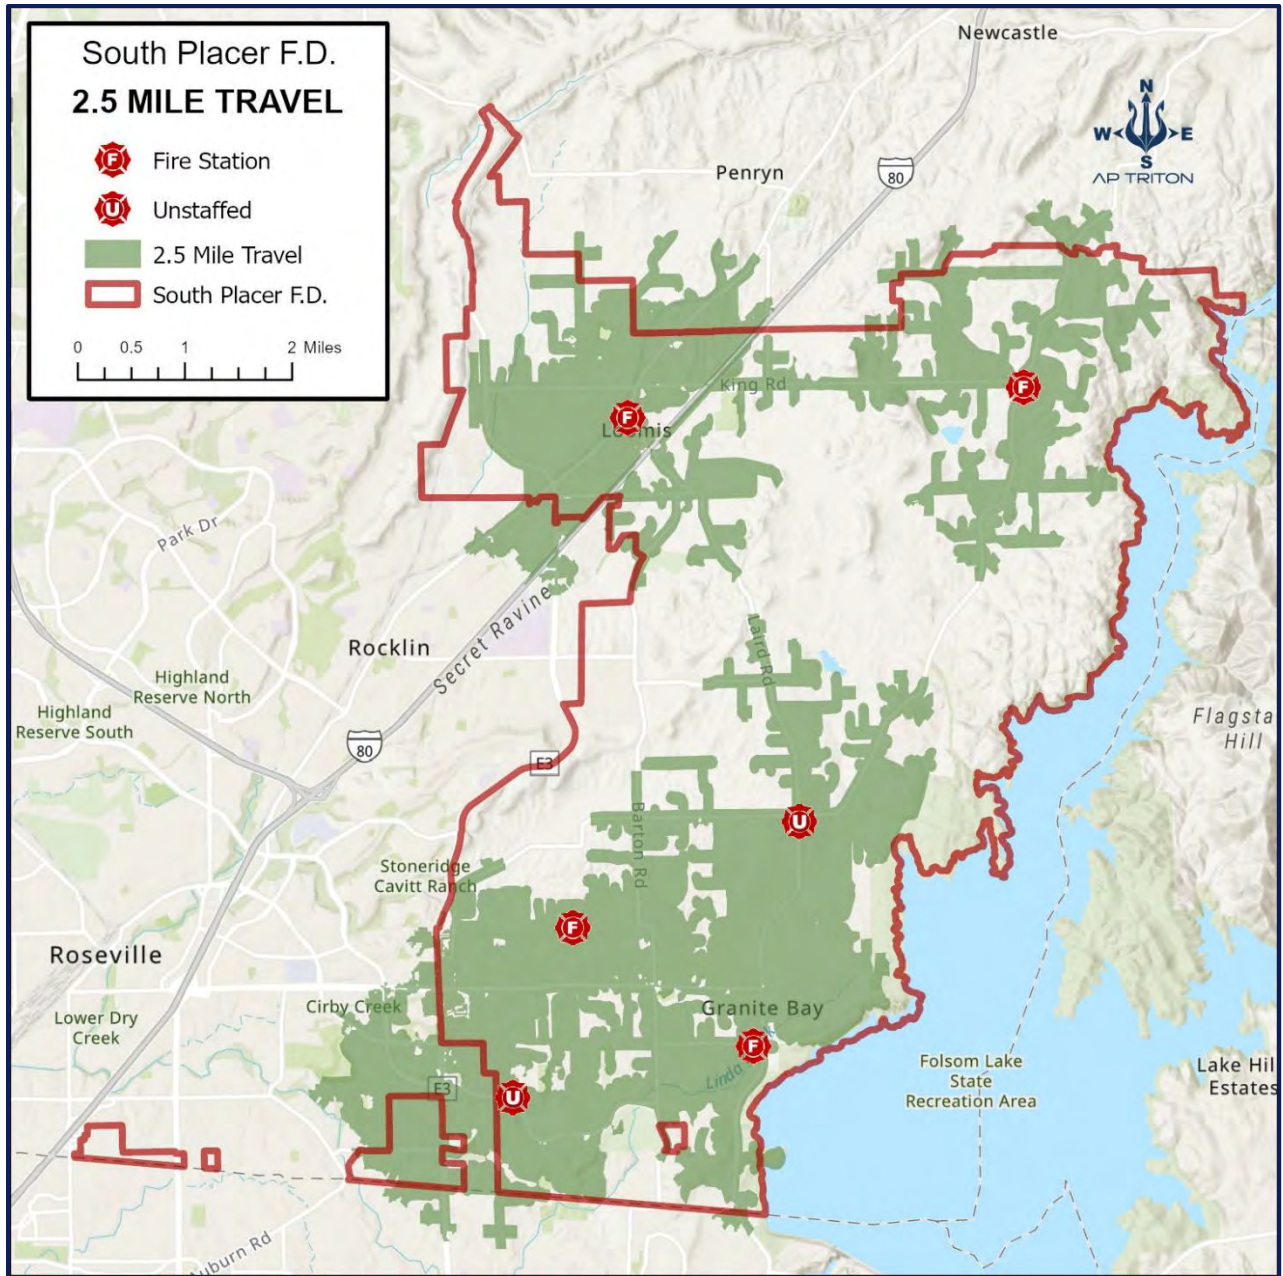 South Placer F.D.
2.5 MILE TRAVEL
F Fire Station
U Unstaffed
2.5 Mile Travel
South Placer F.D.
0 0.5 1 2 Miles
Newcastle
N
W E
S
AP TRITON
Penryn
80
King Rd
F
F
Loomis
Park Dr
Secret Ravine
Laird Rd
Rocklin
Highland
Reserve North
Highland
Reserve South
Flagsta
Hill
80
E3
Barton Rd
U
Stoneridge
Cavitt Ranch
F
Roseville
Cirby Creek
Granite Bay
Lower Dry
Creek
F
Linda
Folsom Lake
State
Recreation Area
Lake Hil
Estates
E3
U
Auburn Rd